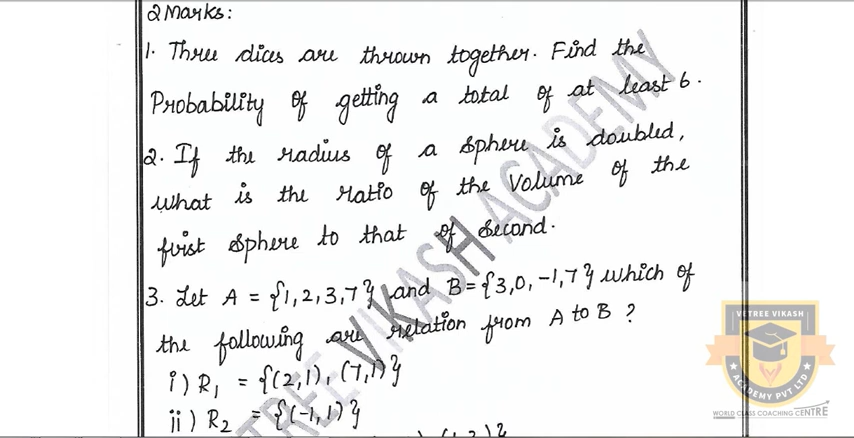 2 Marks:
1. Three dices are thrown together. Find the
Probability of getting a total of at least 6.
2. If the radius of a sphere is doubled,
what is the ratio of the volume of the
first sphere to that of second.
3. Let A = {1, 2, 3, 7} and B = {3, 0, -1, 7} which of
the following are relation from A to B ?
i) R₁ = {(2, 1), (7, 1)}
ii) R₂ = {(-1, 1)}
VETREE VIKASH ACADEMY
VETREE VIKASH
ACADEMY PVT LTD
WORLD CLASS COACHING CENTRE